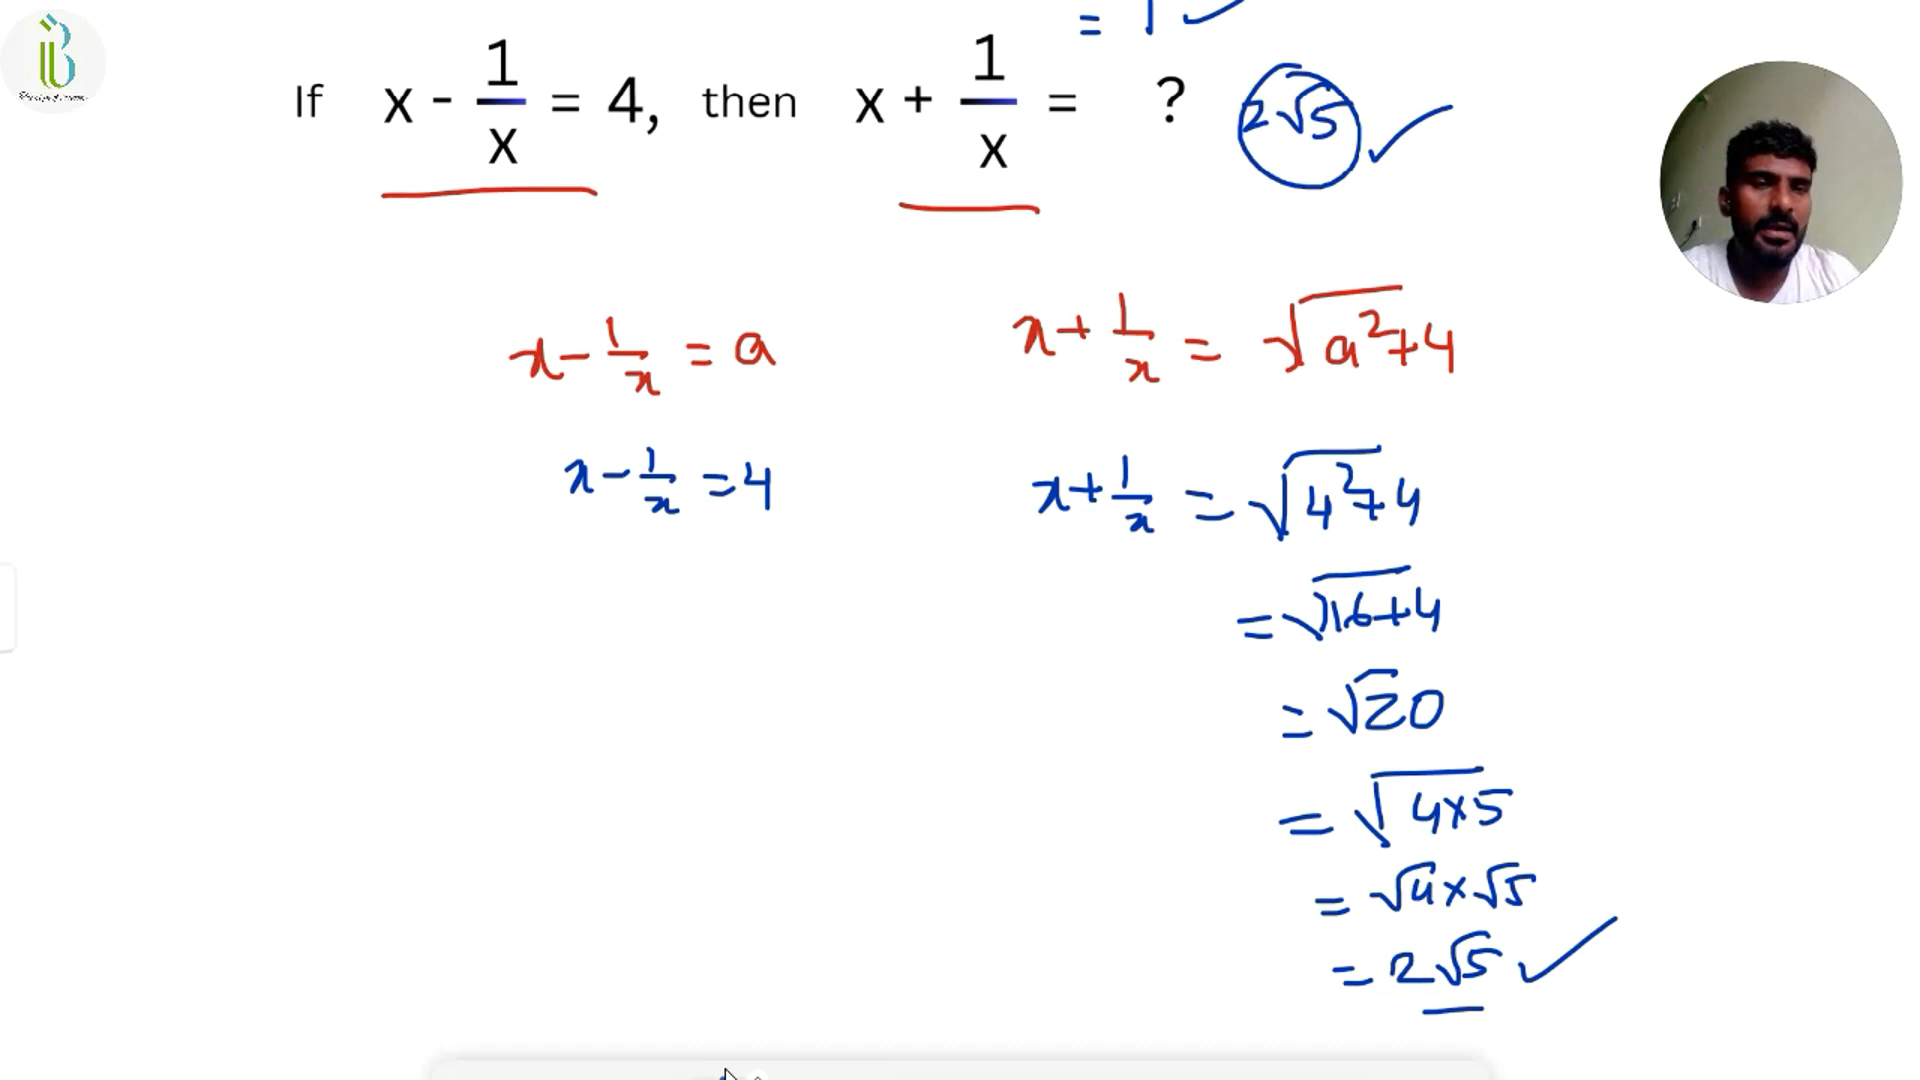 If x - 1/x = 4, then x + 1/x = ? 2√5 ✓
x - 1/x = a
x + 1/x = √(a²+4)
x - 1/x = 4
x + 1/x = √(4²+4)
= √(16+4)
= √20
= √(4×5)
= √4 × √5
= 2√5 ✓